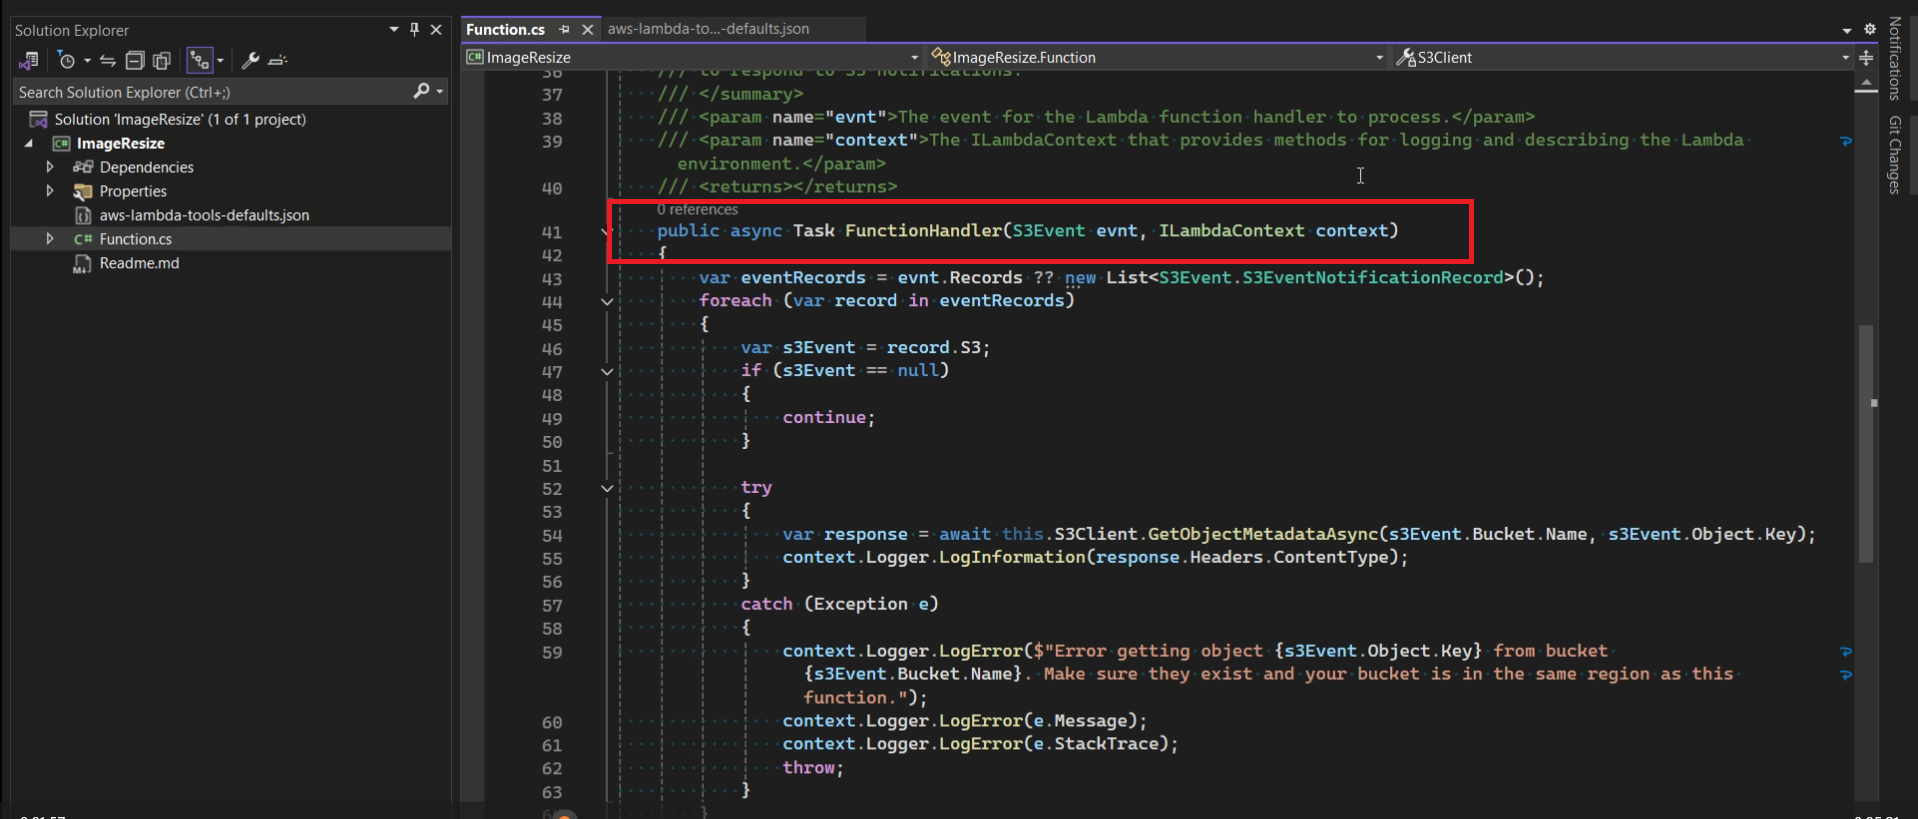 Solution Explorer
Search Solution Explorer (Ctrl+;)
Solution 'ImageResize' (1 of 1 project)
C# ImageResize
Dependencies
Properties
aws-lambda-tools-defaults.json
C# Function.cs
Readme.md
Function.cs
aws-lambda-to...-defaults.json
C# ImageResize
ImageResize.Function
S3Client
36 /// to respond to S3 notifications.
37 /// </summary>
38 /// <param name="evnt">The event for the Lambda function handler to process.</param>
39 /// <param name="context">The ILambdaContext that provides methods for logging and describing the Lambda
environment.</param>
40 /// <returns></returns>
0 references
41 public async Task FunctionHandler(S3Event evnt, ILambdaContext context)
42 {
43 var eventRecords = evnt.Records ?? new List<S3Event.S3EventNotificationRecord>();
44 foreach (var record in eventRecords)
45 {
46 var s3Event = record.S3;
47 if (s3Event == null)
48 {
49 continue;
50 }
51
52 try
53 {
54 var response = await this.S3Client.GetObjectMetadataAsync(s3Event.Bucket.Name, s3Event.Object.Key);
55 context.Logger.LogInformation(response.Headers.ContentType);
56 }
57 catch (Exception e)
58 {
59 context.Logger.LogError($"Error getting object {s3Event.Object.Key} from bucket
{s3Event.Bucket.Name}. Make sure they exist and your bucket is in the same region as this
function.");
60 context.Logger.LogError(e.Message);
61 context.Logger.LogError(e.StackTrace);
62 throw;
63 }
}
Notifications
Git Changes